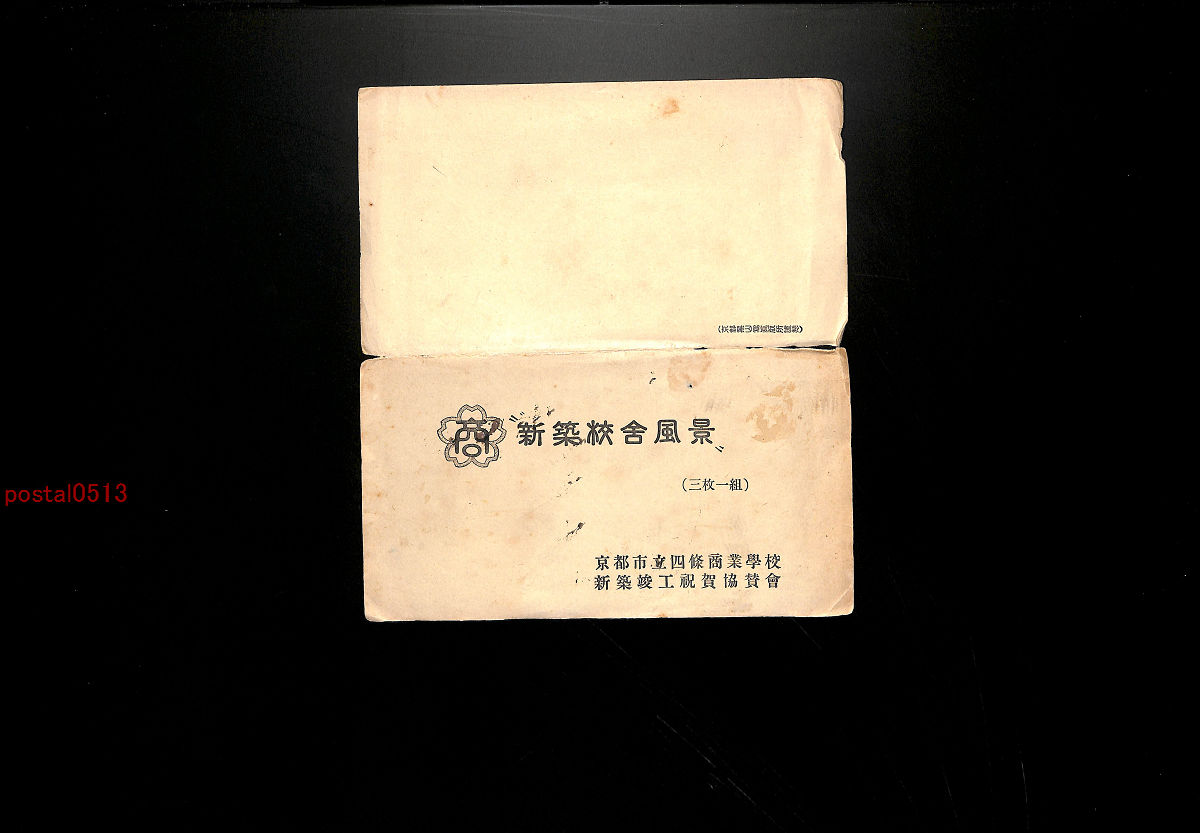 商
"新築校舎風景"
(三枚一組)
京都市立四條商業學校
新築竣工祝賀協賛會
postal0513